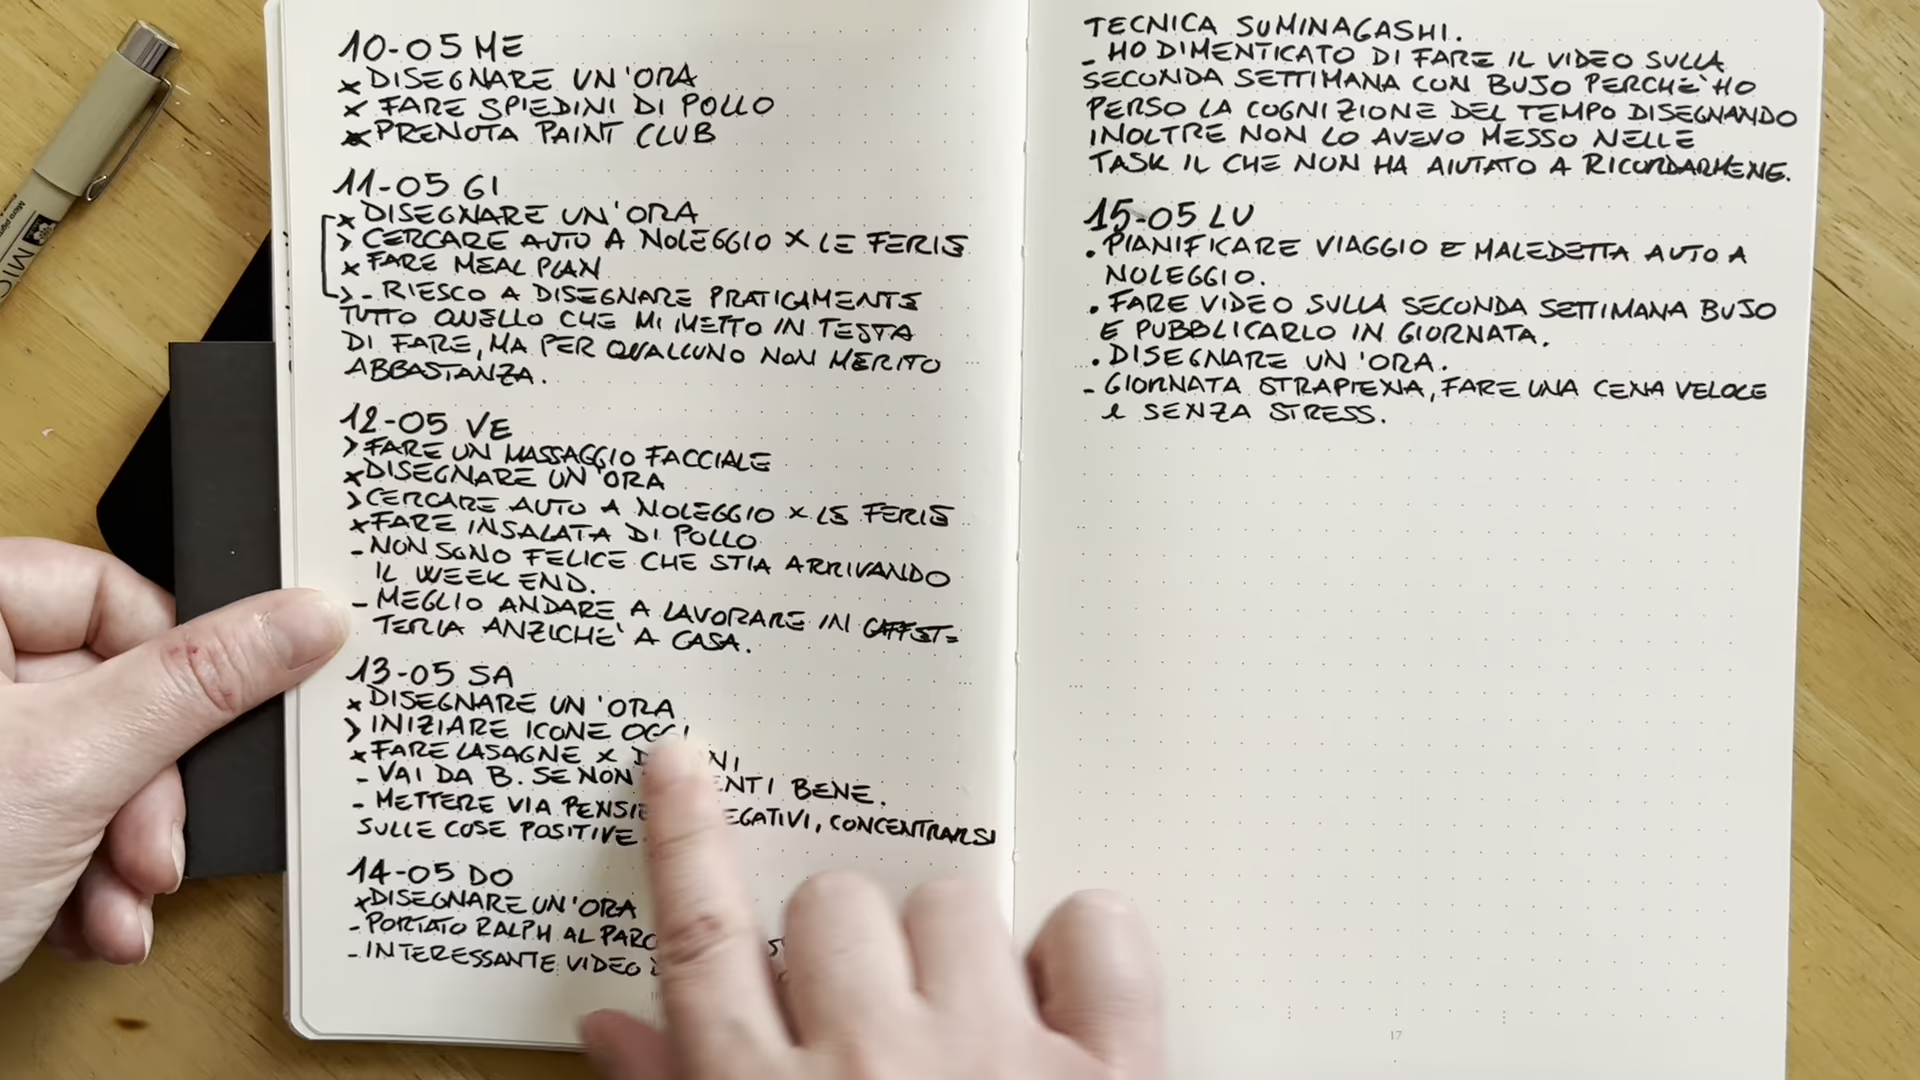 10-05 ME
× DISEGNARE UN'ORA
× FARE SPIEDINI DI POLLO
× PRENOTA PAINT CLUB
11-05 GI
× DISEGNARE UN'ORA
> CERCARE AUTO A NOLEGGIO × LE FERIE
× FARE MEAL PLAN
> - RIESCO A DISEGNARE PRATICAMENTE
TUTTO QUELLO CHE MI METTO IN TESTA
DI FARE, MA PER QUALCUNO NON MERITO
ABBASTANZA.
12-05 VE
> FARE UN MASSAGGIO FACCIALE
× DISEGNARE UN'ORA
> CERCARE AUTO A NOLEGGIO × LE FERIE
× FARE INSALATA DI POLLO
- NON SONO FELICE CHE STIA ARRIVANDO
IL WEEK END.
- MEGLIO ANDARE A LAVORARE IN CAFFET=
TERIA ANZICHE' A CASA.
13-05 SA
× DISEGNARE UN'ORA
> INIZIARE ICONE OGGI
× FARE LASAGNE ×
- VAI DA B. SE NON BENE.
- METTERE VIA CONCENTRARSI
SULLE COSE POSITIVE
14-05 DO
× DISEGNARE UN'ORA
- PORTATO RALPH AL
- INTERESSANTE VIDEO
TECNICA SUMINAGASHI.
- HO DIMENTICATO DI FARE IL VIDEO SULLA
SECONDA SETTIMANA CON BUJO PERCHE' HO
PERSO LA COGNIZIONE DEL TEMPO DISEGNANDO
INOLTRE NON LO AVEVO MESSO NELLE
TASK IL CHE NON HA AIUTATO A RICORDARMENE.
15-05 LU
• PIANIFICARE VIAGGIO E MALEDETTA AUTO A
NOLEGGIO.
• FARE VIDEO SULLA SECONDA SETTIMANA BUJO
E PUBBLICARLO IN GIORNATA.
• DISEGNARE UN'ORA.
- GIORNATA STRAPIENA, FARE UNA CENA VELOCE
e SENZA STRESS.
17